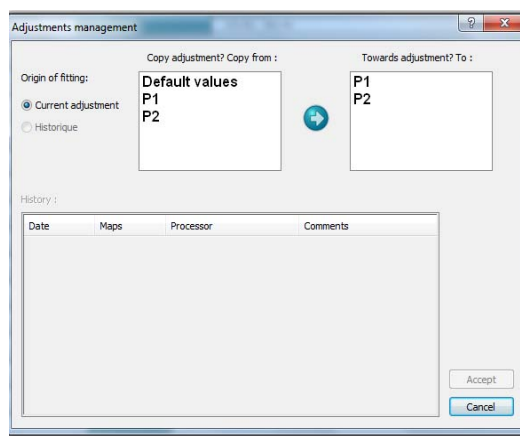 Adjustments management
Copy adjustment? Copy from :
Towards adjustment? To :
Origin of fitting:
Current adjustment
Historique
Default values
P1
P2
P1
P2
History :
Date Maps Processor Comments
Accept
Cancel